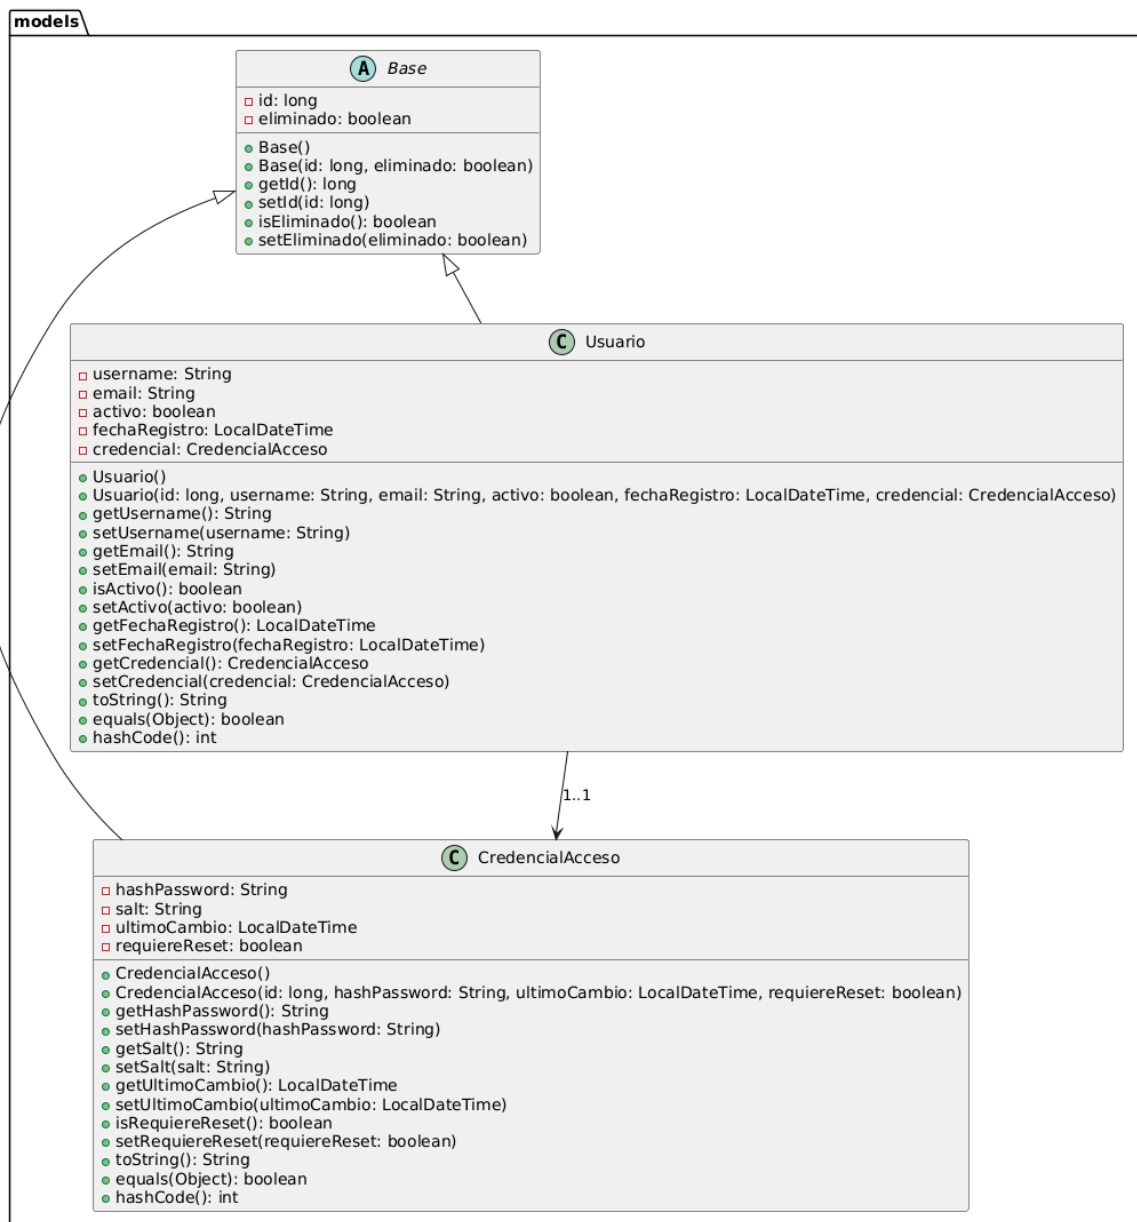 models
A Base
id: long
eliminado: boolean
Base()
Base(id: long, eliminado: boolean)
getId(): long
setId(id: long)
isEliminado(): boolean
setEliminado(eliminado: boolean)
C Usuario
username: String
email: String
activo: boolean
fechaRegistro: LocalDateTime
credencial: CredencialAcceso
Usuario()
Usuario(id: long, username: String, email: String, activo: boolean, fechaRegistro: LocalDateTime, credencial: CredencialAcceso)
getUsername(): String
setUsername(username: String)
getEmail(): String
setEmail(email: String)
isActivo(): boolean
setActivo(activo: boolean)
getFechaRegistro(): LocalDateTime
setFechaRegistro(fechaRegistro: LocalDateTime)
getCredencial(): CredencialAcceso
setCredencial(credencial: CredencialAcceso)
toString(): String
equals(Object): boolean
hashCode(): int
1..1
C CredencialAcceso
hashPassword: String
salt: String
ultimoCambio: LocalDateTime
requiereReset: boolean
CredencialAcceso()
CredencialAcceso(id: long, hashPassword: String, ultimoCambio: LocalDateTime, requiereReset: boolean)
getHashPassword(): String
setHashPassword(hashPassword: String)
getSalt(): String
setSalt(salt: String)
getUltimoCambio(): LocalDateTime
setUltimoCambio(ultimoCambio: LocalDateTime)
isRequiereReset(): boolean
setRequiereReset(requiereReset: boolean)
toString(): String
equals(Object): boolean
hashCode(): int